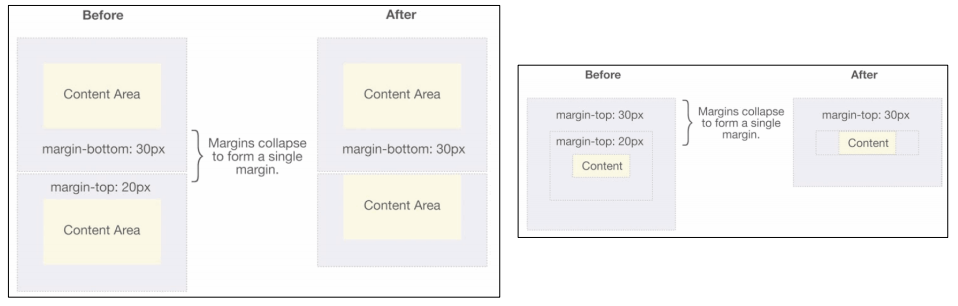 Before
After
Content Area
margin-bottom: 30px
margin-top: 20px
Content Area
Margins collapse
to form a single
margin.
Content Area
margin-bottom: 30px
Content Area
Before
After
margin-top: 30px
margin-top: 20px
Content
Margins collapse
to form a single
margin.
margin-top: 30px
Content